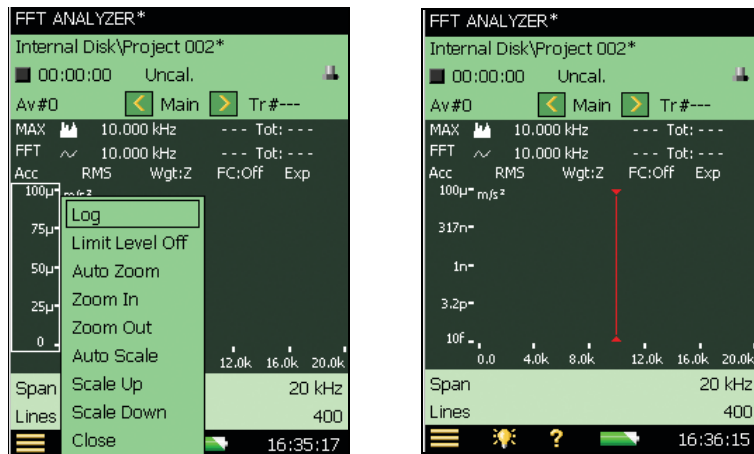 FFT ANALYZER*
Internal Disk\Project 002*
00:00:00 Uncal.
Av#0 < Main > Tr#---
MAX 10.000 kHz --- Tot: ---
FFT 10.000 kHz --- Tot: ---
Acc RMS Wgt:Z FC:Off Exp
100µ
75µ
50µ
25µ
0
Log
Limit Level Off
Auto Zoom
Zoom In
Zoom Out
Auto Scale
Scale Up
Scale Down
Close
12.0k 16.0k 20.0k
Span 20 kHz
Lines 400
16:35:17
FFT ANALYZER*
Internal Disk\Project 002*
00:00:00 Uncal.
Av#0 < Main > Tr#---
MAX 10.000 kHz --- Tot: ---
FFT 10.000 kHz --- Tot: ---
Acc RMS Wgt:Z FC:Off Exp
100µ m/s²
317n
1n
3.2p
10f
0.0 4.0k 8.0k 12.0k 16.0k 20.0k
Span 20 kHz
Lines 400
? 16:36:15